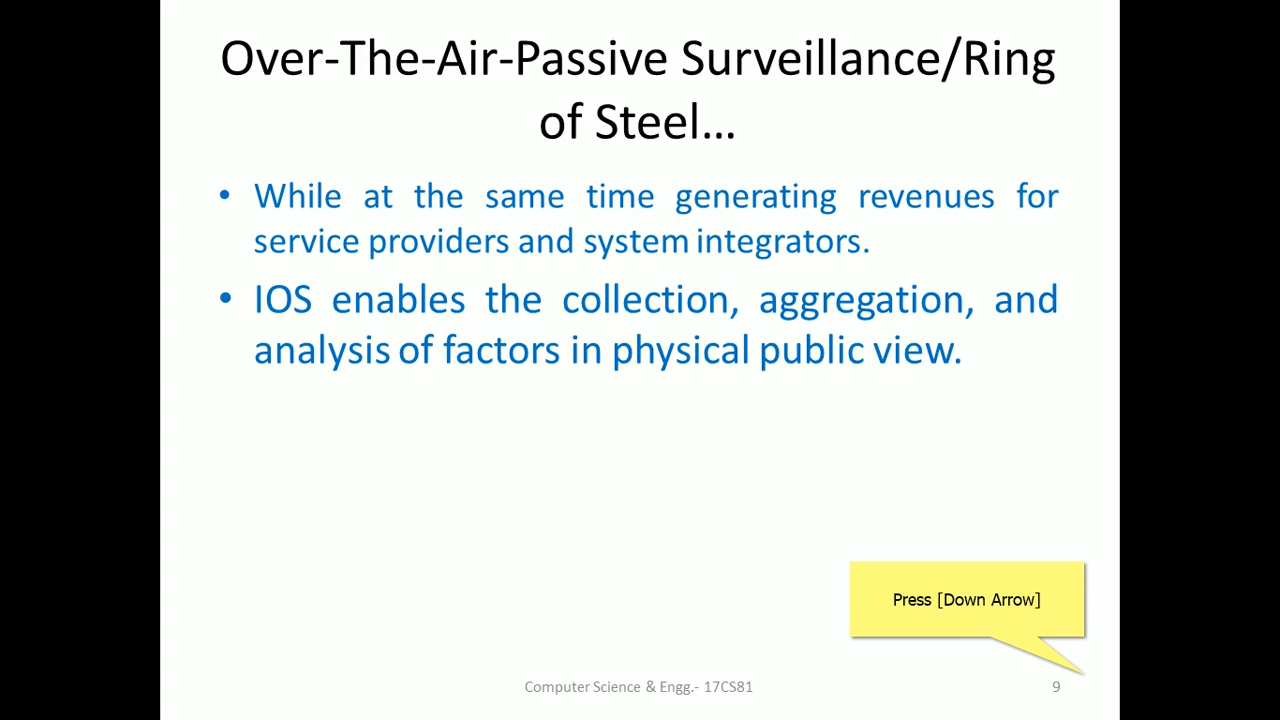 Over-The-Air-Passive Surveillance/Ring
of Steel…
• While at the same time generating revenues for
service providers and system integrators.
• IOS enables the collection, aggregation, and
analysis of factors in physical public view.
Press [Down Arrow]
Computer Science & Engg.- 17CS81
9